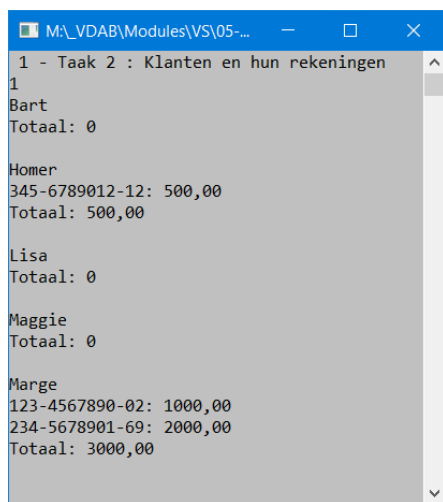 M:\_VDAB\Modules\VS\05-...
1 - Taak 2 : Klanten en hun rekeningen
1
Bart
Totaal: 0
Homer
345-6789012-12: 500,00
Totaal: 500,00
Lisa
Totaal: 0
Maggie
Totaal: 0
Marge
123-4567890-02: 1000,00
234-5678901-69: 2000,00
Totaal: 3000,00